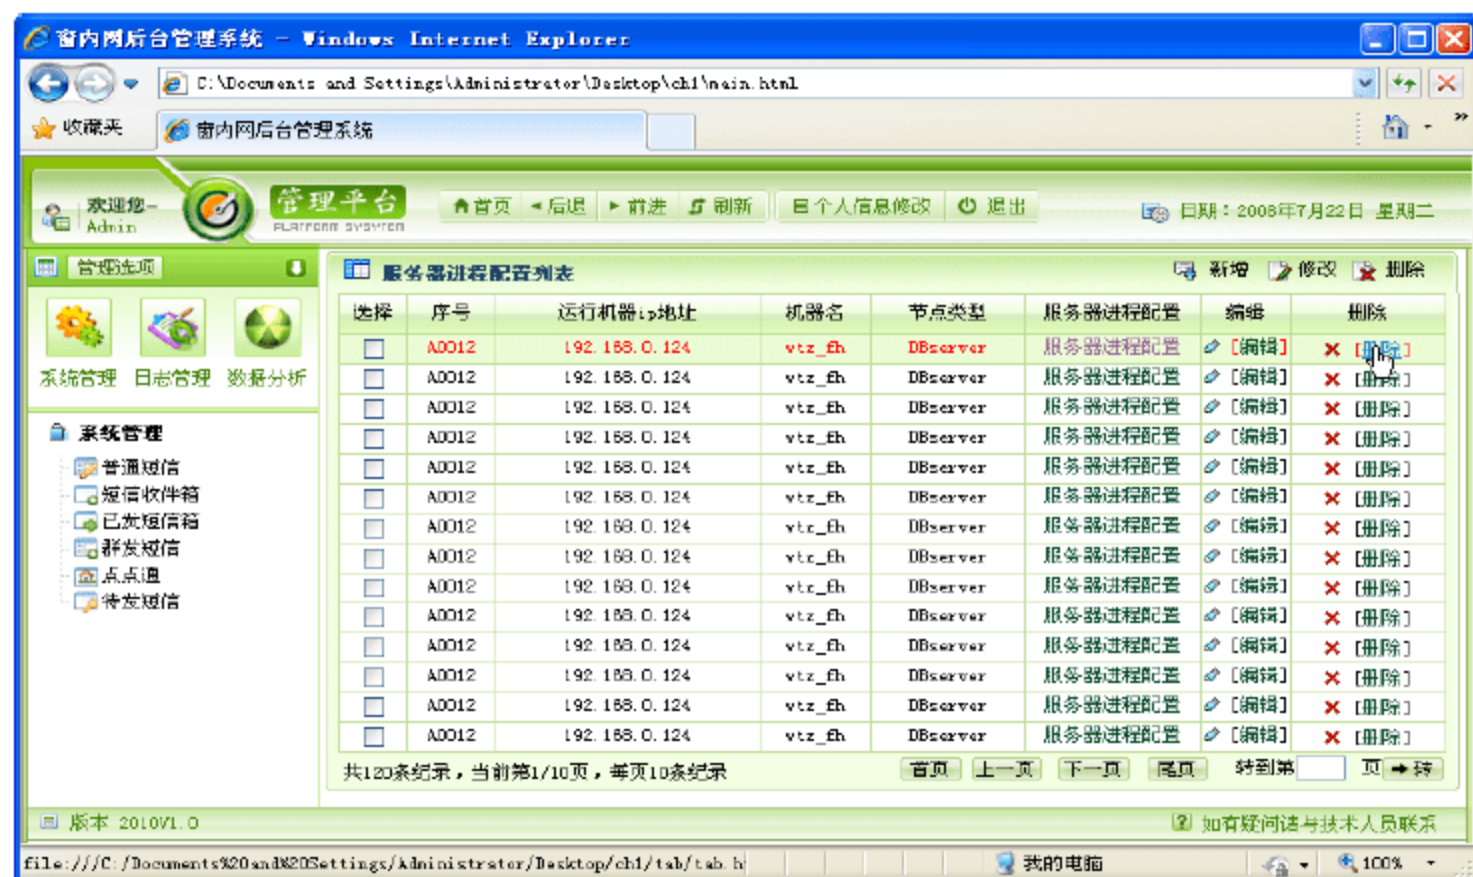 窗内网后台管理系统 - Windows Internet Explorer
C:\Documents and Settings\Administrator\Desktop\ch1\main.html
收藏夹 窗内网后台管理系统 »
欢迎您- Admin 管理平台 PLATFORM SYSYTEM 首页 后退 前进 刷新 个人信息修改 退出 日期：2008年7月22日 星期二
管理选项 服务器进程配置列表 新增 修改 删除
选择 序号 运行机器ip地址 机器名 节点类型 服务器进程配置 编辑 删除
A0012 192.168.0.124 vtz_fh DBserver 服务器进程配置 [编辑] [删除]
A0012 192.168.0.124 vtz_fh DBserver 服务器进程配置 [编辑] [删除]
A0012 192.168.0.124 vtz_fh DBserver 服务器进程配置 [编辑] [删除]
A0012 192.168.0.124 vtz_fh DBserver 服务器进程配置 [编辑] [删除]
A0012 192.168.0.124 vtz_fh DBserver 服务器进程配置 [编辑] [删除]
A0012 192.168.0.124 vtz_fh DBserver 服务器进程配置 [编辑] [删除]
A0012 192.168.0.124 vtz_fh DBserver 服务器进程配置 [编辑] [删除]
A0012 192.168.0.124 vtz_fh DBserver 服务器进程配置 [编辑] [删除]
A0012 192.168.0.124 vtz_fh DBserver 服务器进程配置 [编辑] [删除]
A0012 192.168.0.124 vtz_fh DBserver 服务器进程配置 [编辑] [删除]
A0012 192.168.0.124 vtz_fh DBserver 服务器进程配置 [编辑] [删除]
A0012 192.168.0.124 vtz_fh DBserver 服务器进程配置 [编辑] [删除]
A0012 192.168.0.124 vtz_fh DBserver 服务器进程配置 [编辑] [删除]
A0012 192.168.0.124 vtz_fh DBserver 服务器进程配置 [编辑] [删除]
共120条纪录，当前第1/10页，每页10条纪录 首页 上一页 下一页 尾页 转到第 页 转
系统管理 日志管理 数据分析
系统管理
普通短信
短信收件箱
已发短信箱
群发短信
点点通
待发短信
版本 2010V1.0 如有疑问请与技术人员联系
file:///C:/Documents%20and%20Settings/Administrator/Desktop/ch1/tab/tab.h 我的电脑 100%